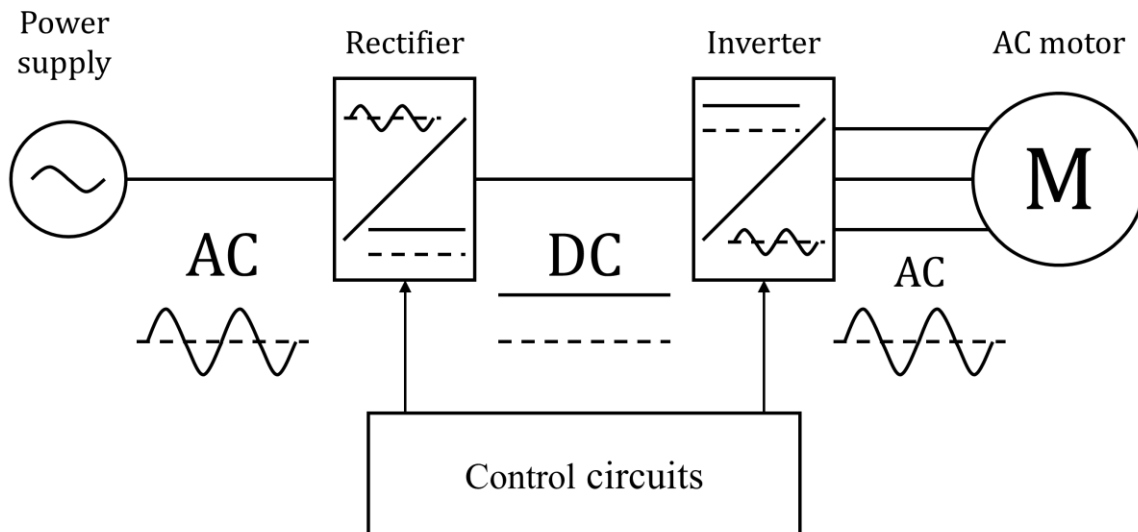 Power
supply
Rectifier
Inverter
AC motor
M
AC
DC
AC
Control circuits